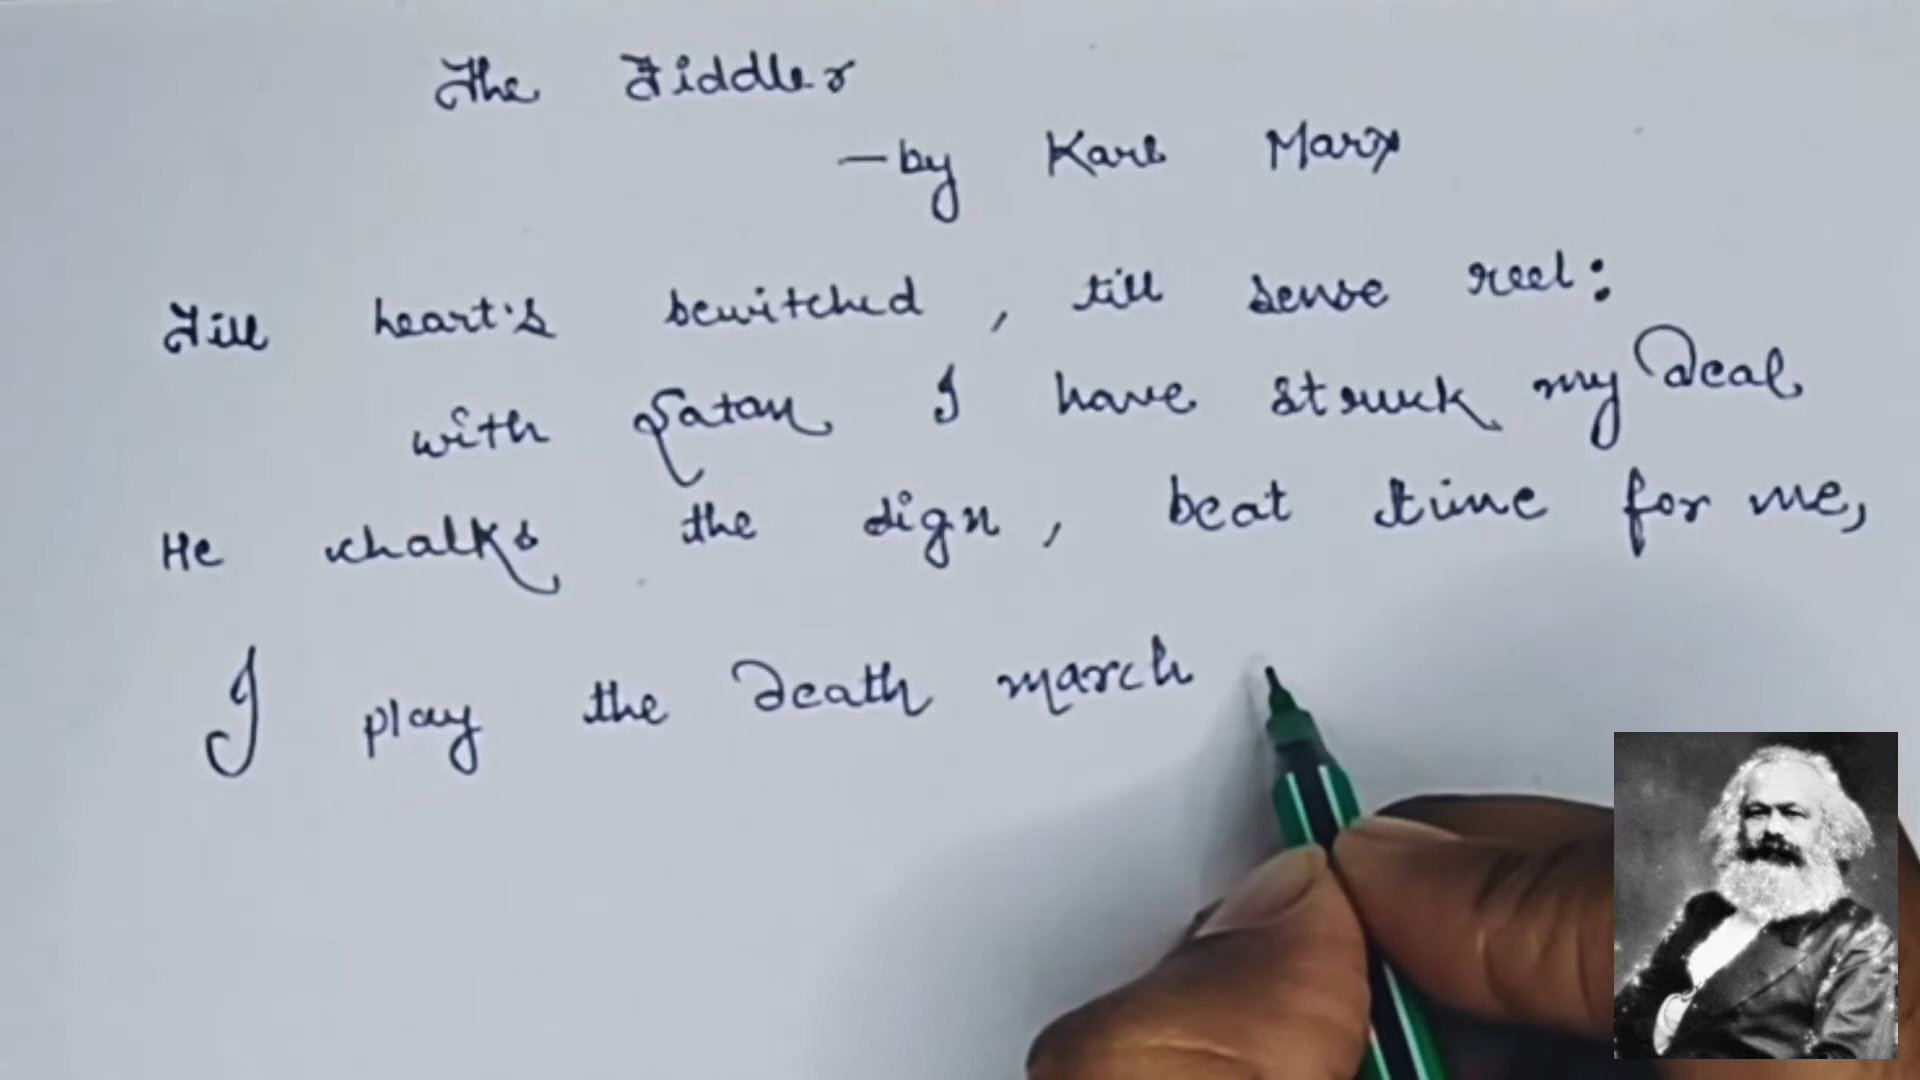 The Fiddler
— by Karl Marx
Till heart's bewitched, till sense reel:
with Satan I have struck my deal
He chalks the sign, beat time for me,
I play the death march